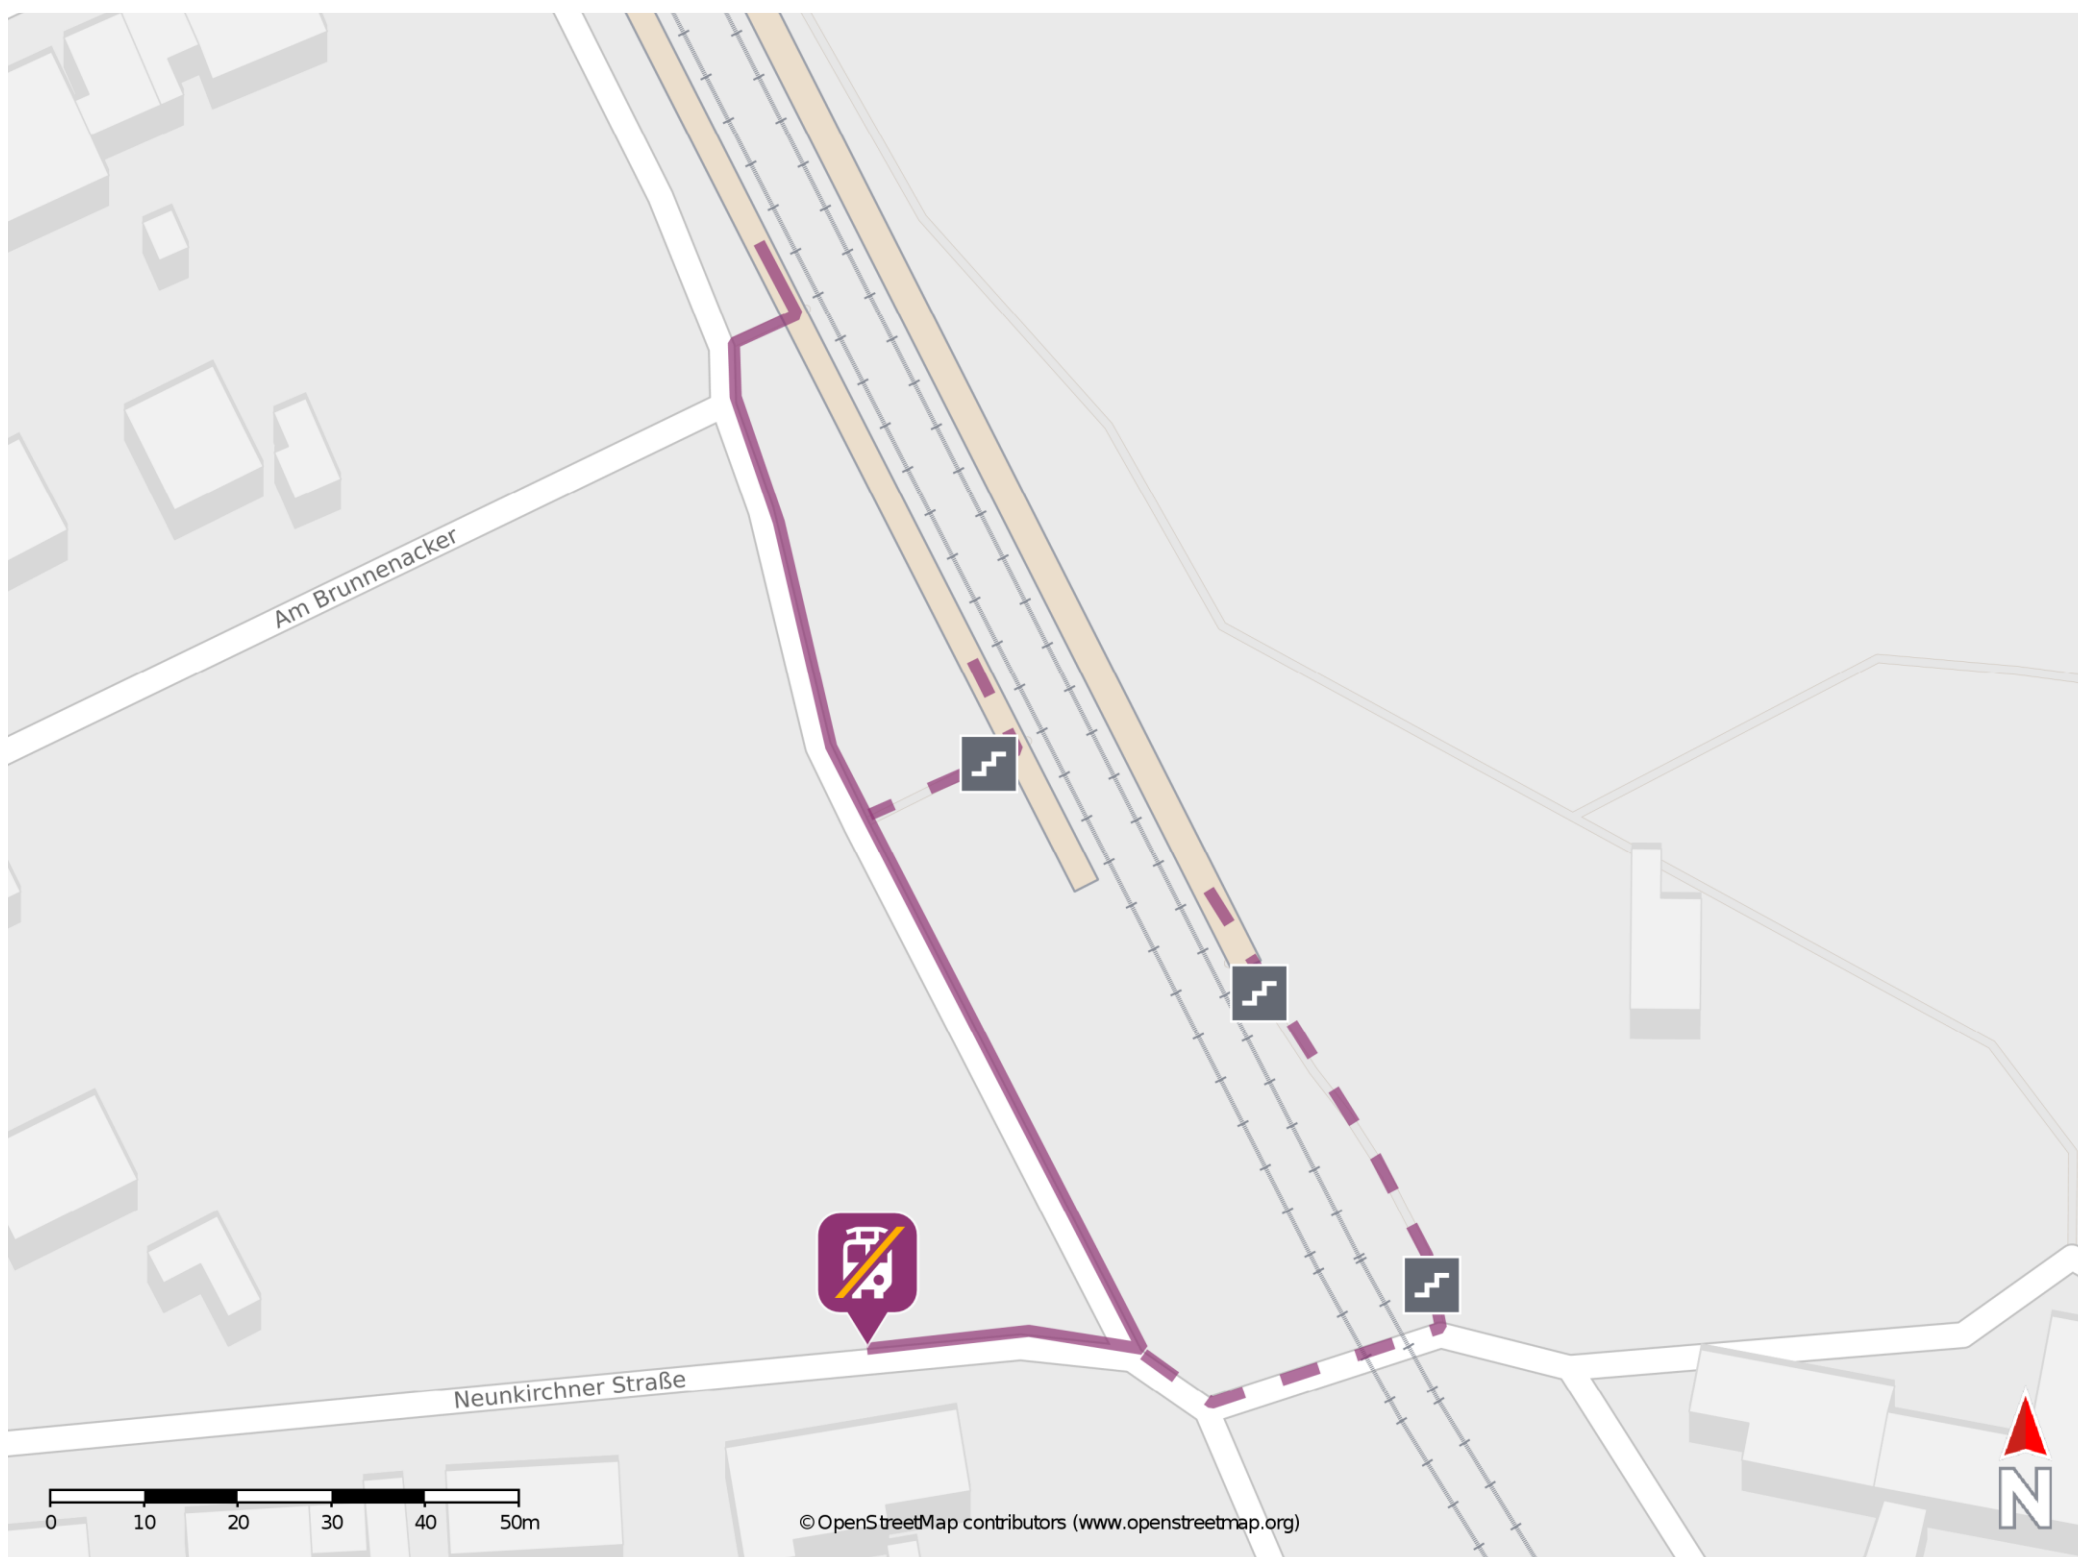 Am Brunnenacker
Neunkirchner Straße
0 10 20 30 40 50m
© OpenStreetMap contributors (www.openstreetmap.org)
N